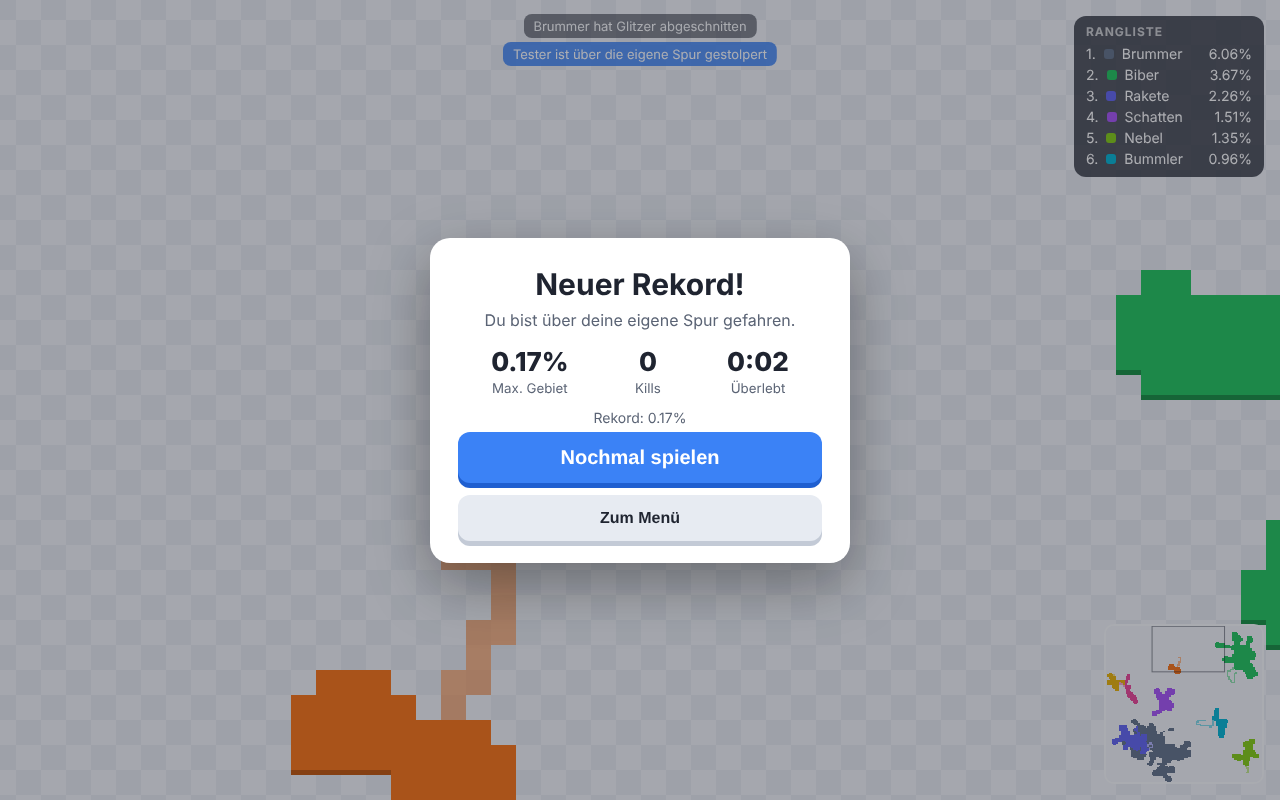 Brummer hat Glitzer abgeschnitten
Tester ist über die eigene Spur gestolpert
RANGLISTE
1. Brummer 6.06%
2. Biber 3.67%
3. Rakete 2.26%
4. Schatten 1.51%
5. Nebel 1.35%
6. Bummler 0.96%
Neuer Rekord!
Du bist über deine eigene Spur gefahren.
0.17% 0 0:02
Max. Gebiet Kills Überlebt
Rekord: 0.17%
Nochmal spielen
Zum Menü